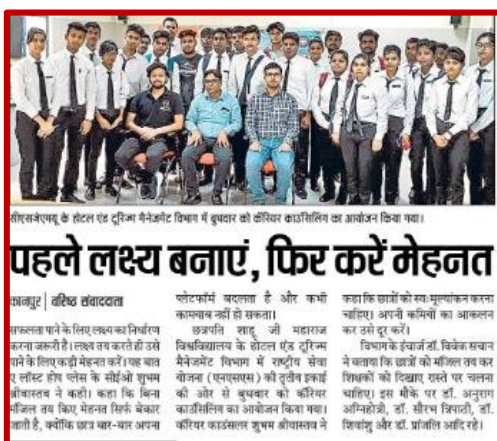 सीएसजेएमयू के होटल एंड टूरिज्म मैनेजमेंट विभाग में बुधवार को कॅरियर काउंसिलिंग का आयोजन किया गया।
पहले लक्ष्य बनाएं, फिर करें मेहनत
कानपुर | वरिष्ठ संवाददाता
सफलता पाने के लिए लक्ष्य का निर्धारण
करना जरूरी है। लक्ष्य तय करते ही उसे
पाने के लिए कड़ी मेहनत करें। यह बात
ए लॉस्ट होप प्लेस के सीईओ शुभम
श्रीवास्तव ने कही। कहा कि बिना
मंजिल तय किए मेहनत सिर्फ बेकार
जाती है, क्योंकि छात्र बार-बार अपना
प्लेटफॉर्म बदलता है और कभी
कामयाब नहीं हो सकता।
छत्रपति शाहू जी महाराज
विश्वविद्यालय के होटल एंड टूरिज्म
मैनेजमेंट विभाग में राष्ट्रीय सेवा
योजना (एनएसएस) की तृतीय इकाई
की ओर से बुधवार को कॅरियर
काउंसिलिंग का आयोजन किया गया।
कॅरियर काउंसलर शुभम श्रीवास्तव ने
कहा कि छात्रों को स्व:मूल्यांकन करना
चाहिए। अपनी कमियों का आकलन
कर उसे दूर करें।
विभाग के इंचार्ज डॉ. विवेक सचान
ने बताया कि छात्रों को मंजिल तय कर
शिक्षकों को दिखाए रास्ते पर चलना
चाहिए। इस मौके पर डॉ. अनुराग
अग्निहोत्री, डॉ. सौरभ त्रिपाठी, डॉ.
शिवांशु और डॉ. प्रांजलि आदि रहे।